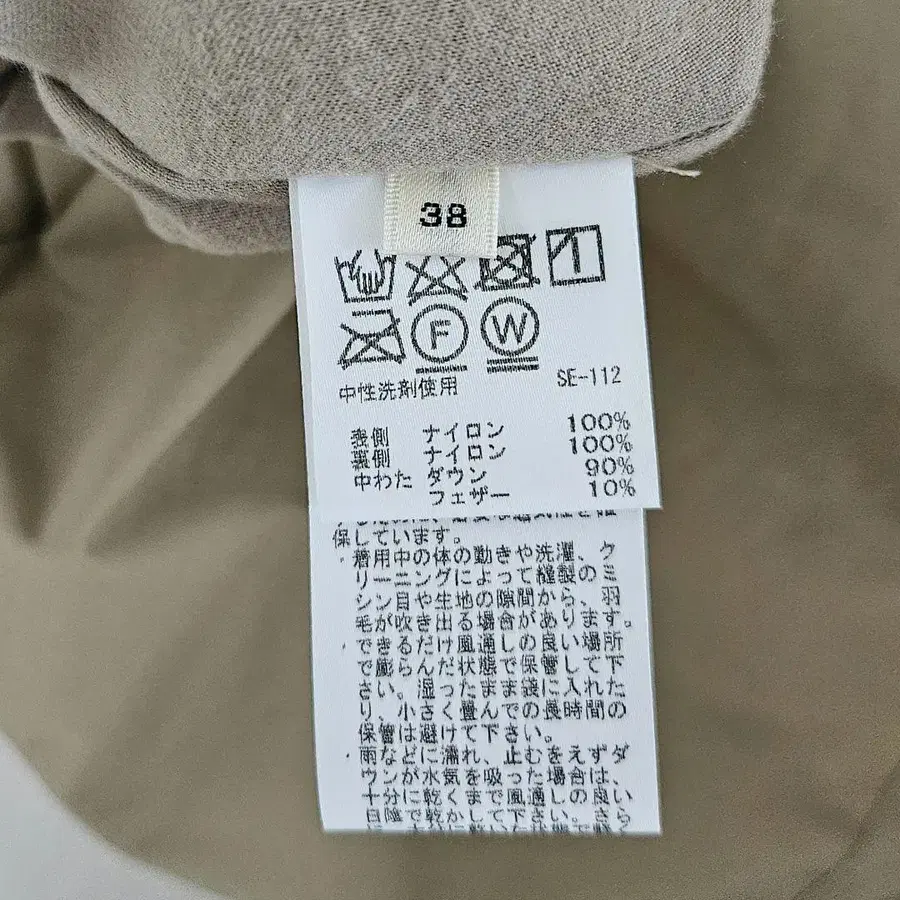 38
F W
中性洗剤使用 SE-112
表側 ナイロン 100%
裏側 ナイロン 100%
中わた ダウン 90%
フェザー 10%
保しています。
・着用中の体の動きや洗濯、ク
リーニングによって縫製のミ
シン目や生地の隙間から、羽
毛が吹き出る場合があります。
・できるだけ風通しの良い場所
で膨らんだ状態で保管して下
さい。湿ったまま袋に入れた
り、小さく畳んでの長時間の
保管は避けて下さい。
・雨などに濡れ、止むをえずダ
ウンが水気を吸った場合は、
十分に乾くまで風通しの良い
日陰で乾かして下さい。さら